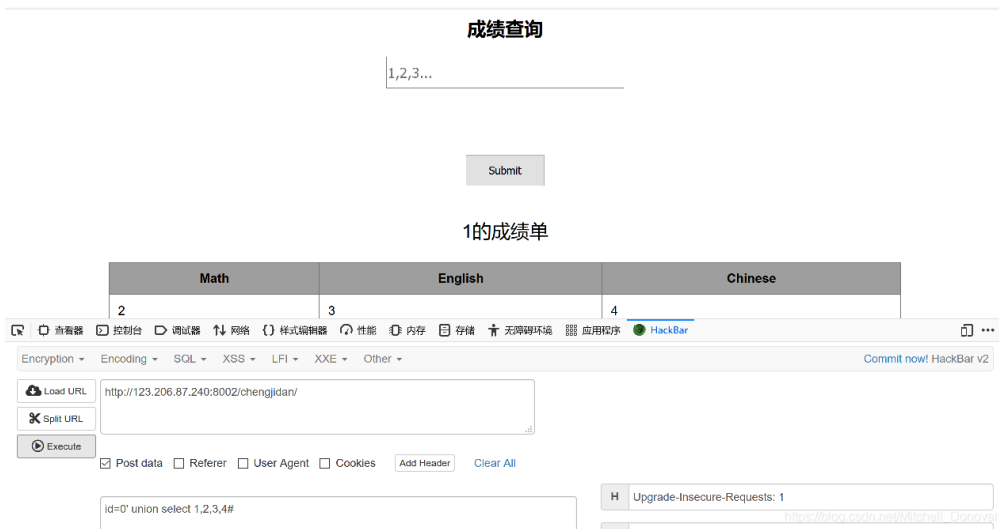 成绩查询
1,2,3...
Submit
1的成绩单
Math English Chinese
2 3 4
查看器 控制台 调试器 网络 样式编辑器 性能 内存 存储 无障碍环境 应用程序 HackBar
Encryption Encoding SQL XSS LFI XXE Other Commit now! HackBar v2
Load URL http://123.206.87.240:8002/chengjidan/
Split URL
Execute
Post data Referer User Agent Cookies Add Header Clear All
H Upgrade-Insecure-Requests: 1
id=0' union select 1,2,3,4#
https://blog.csdn.net/Mitchell_Donovan